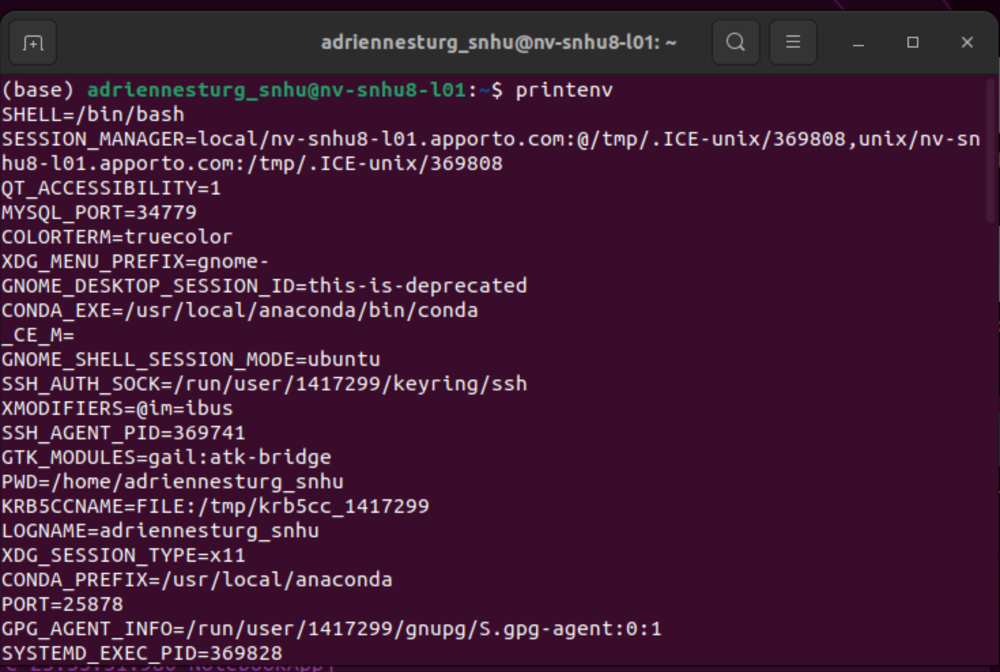 adriennesturg_snhu@nv-snhu8-l01: ~
(base) adriennesturg_snhu@nv-snhu8-l01:~$ printenv
SHELL=/bin/bash
SESSION_MANAGER=local/nv-snhu8-l01.apporto.com:@/tmp/.ICE-unix/369808,unix/nv-sn
hu8-l01.apporto.com:/tmp/.ICE-unix/369808
QT_ACCESSIBILITY=1
MYSQL_PORT=34779
COLORTERM=truecolor
XDG_MENU_PREFIX=gnome-
GNOME_DESKTOP_SESSION_ID=this-is-deprecated
CONDA_EXE=/usr/local/anaconda/bin/conda
_CE_M=
GNOME_SHELL_SESSION_MODE=ubuntu
SSH_AUTH_SOCK=/run/user/1417299/keyring/ssh
XMODIFIERS=@im=ibus
SSH_AGENT_PID=369741
GTK_MODULES=gail:atk-bridge
PWD=/home/adriennesturg_snhu
KRB5CCNAME=FILE:/tmp/krb5cc_1417299
LOGNAME=adriennesturg_snhu
XDG_SESSION_TYPE=x11
CONDA_PREFIX=/usr/local/anaconda
PORT=25878
GPG_AGENT_INFO=/run/user/1417299/gnupg/S.gpg-agent:0:1
SYSTEMD_EXEC_PID=369828